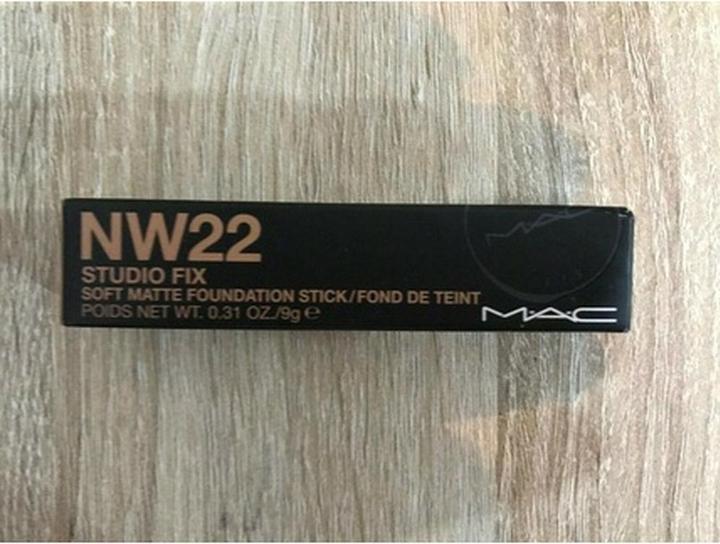 NW22
STUDIO FIX
SOFT MATTE FOUNDATION STICK/FOND DE TEINT
POIDS NET WT. 0.31 OZ./9g ℮
M·A·C
MAC